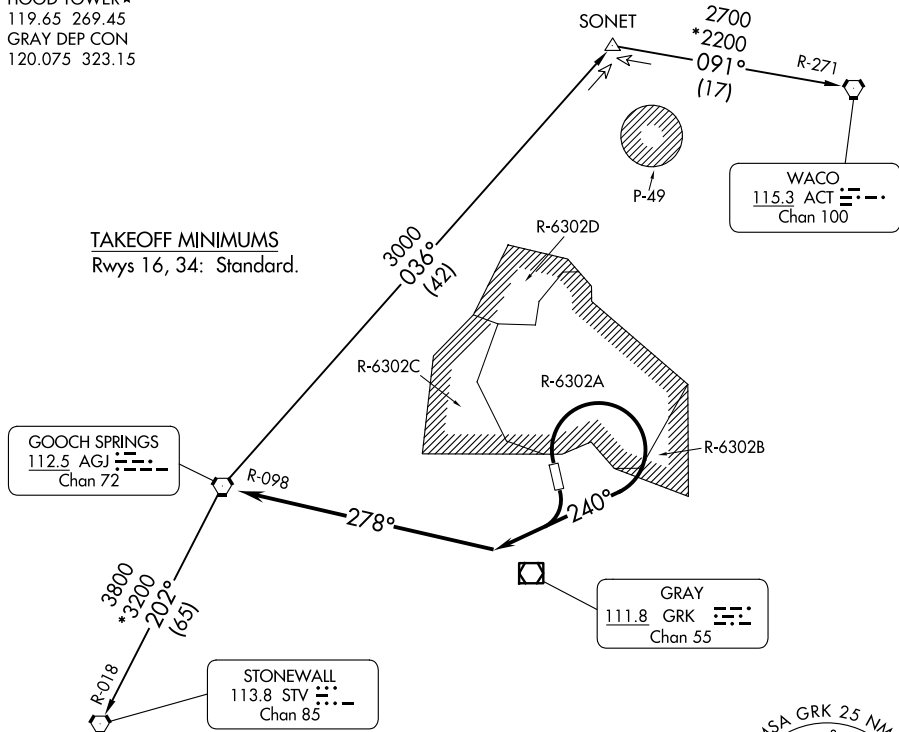 HOOD TOWER★
119.65 269.45
GRAY DEP CON
120.075 323.15
SONET
2700
*2200
091°
(17)
R-271
WACO
115.3 ACT
Chan 100
P-49
TAKEOFF MINIMUMS
Rwys 16, 34: Standard.
3000
036°
(42)
R-6302D
R-6302C
R-6302A
R-6302B
GOOCH SPRINGS
112.5 AGJ
Chan 72
R-098
278°
240°
GRAY
111.8 GRK
Chan 55
3800
*3200
202°
(65)
R-018
STONEWALL
113.8 STV
Chan 85
MSA GRK 25 NM